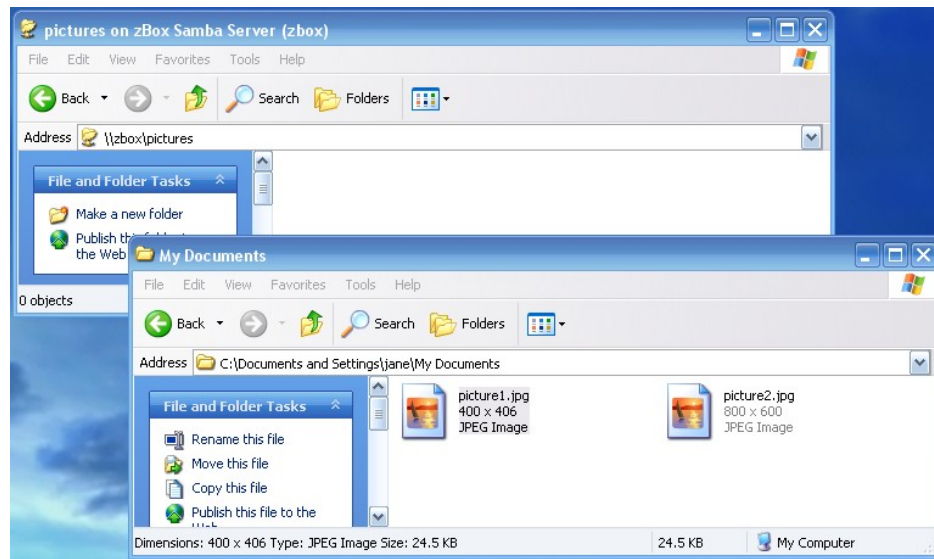 pictures on zBox Samba Server (zbox)
File Edit View Favorites Tools Help
Back Search Folders
Address \\zbox\pictures
File and Folder Tasks
Make a new folder
Publish
the Web
0 objects
My Documents
File Edit View Favorites Tools Help
Back Search Folders
Address C:\Documents and Settings\jane\My Documents
File and Folder Tasks
Rename this file
Move this file
Copy this file
Publish this file to the
picture1.jpg
400 x 406
JPEG Image
picture2.jpg
800 x 600
JPEG Image
Dimensions: 400 x 406 Type: JPEG Image Size: 24.5 KB 24.5 KB My Computer